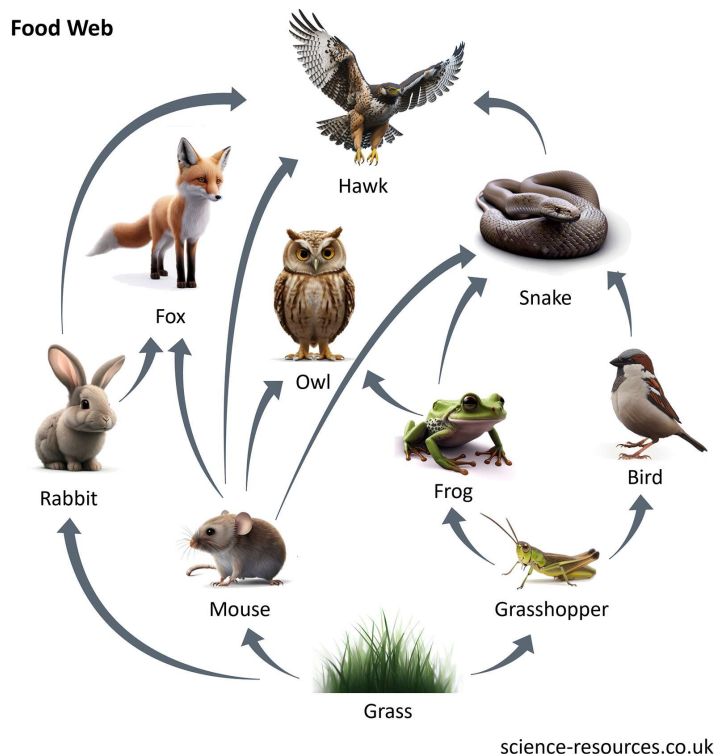 Food Web
Hawk
Snake
Fox
Owl
Rabbit
Frog
Bird
Mouse
Grasshopper
Grass
science-resources.co.uk